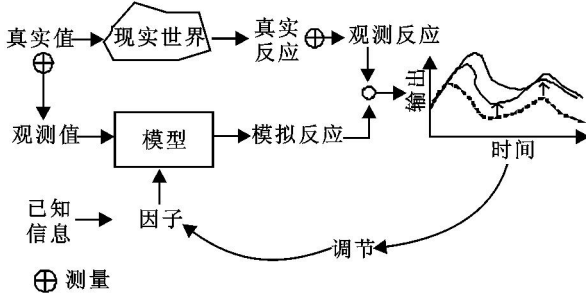 真实值
现实世界
真实
反应
观测反应
观测值
模型
模拟反应
输出
时间
已知
信息
因子
调节
测量